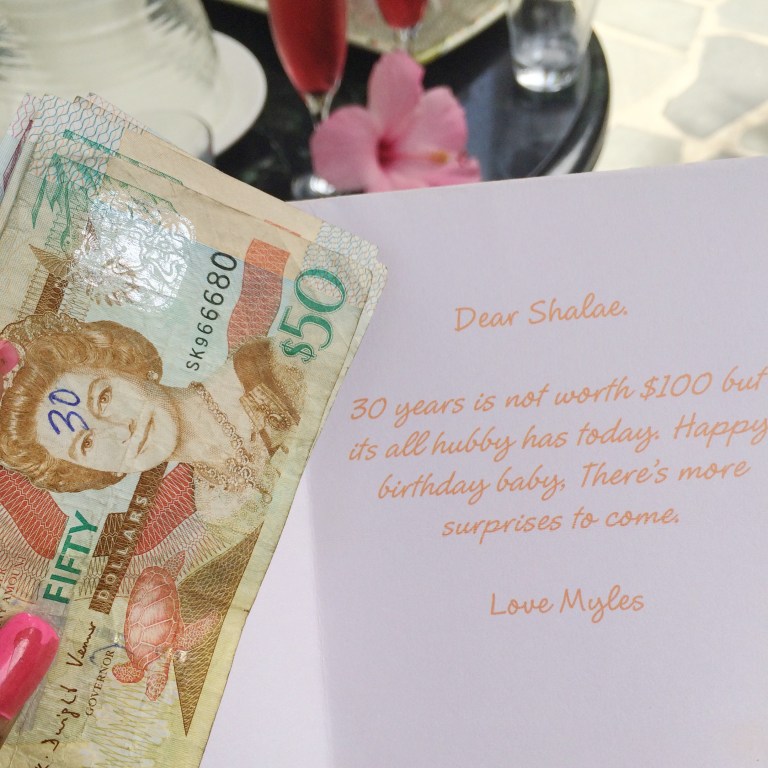 $50
SK966680
30
FIFTY
DOLLARS
GOVERNOR
Dear Shalae.
30 years is not worth $100 but
its all hubby has today. Happy
birthday baby. There's more
surprises to come.
Love Myles